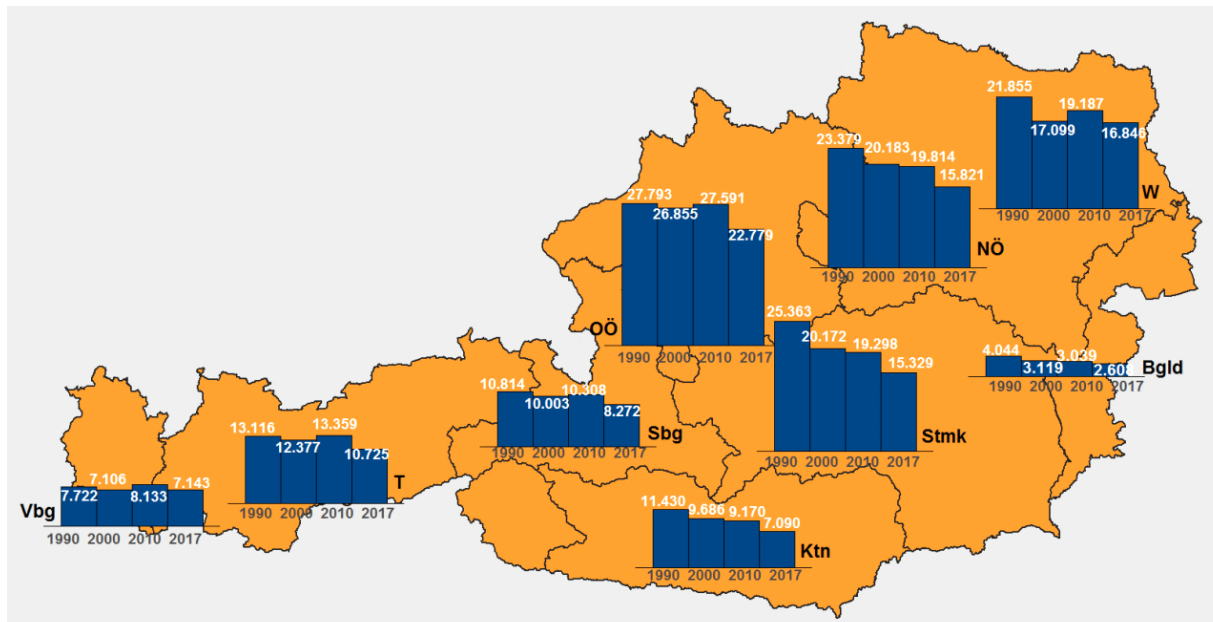 21.855
17.099
19.187
16.846
1990 2000 2010 2017
W
23.379
20.183
19.814
15.821
1990 2000 2010 2017
NÖ
27.793
26.855
27.591
22.779
1990 2000 2010 2017
OÖ
25.363
20.172
19.298
15.329
1990 2000 2010 2017
Stmk
4.044
3.119
3.039
2.608
1990 2000 2010 2017
Bgld
10.814
10.003
10.308
8.272
1990 2000 2010 2017
Sbg
13.116
12.377
13.359
10.725
1990 2000 2010 2017
T
7.722
7.106
8.133
7.143
1990 2000 2010 2017
Vbg
11.430
9.686
9.170
7.090
1990 2000 2010 2017
Ktn